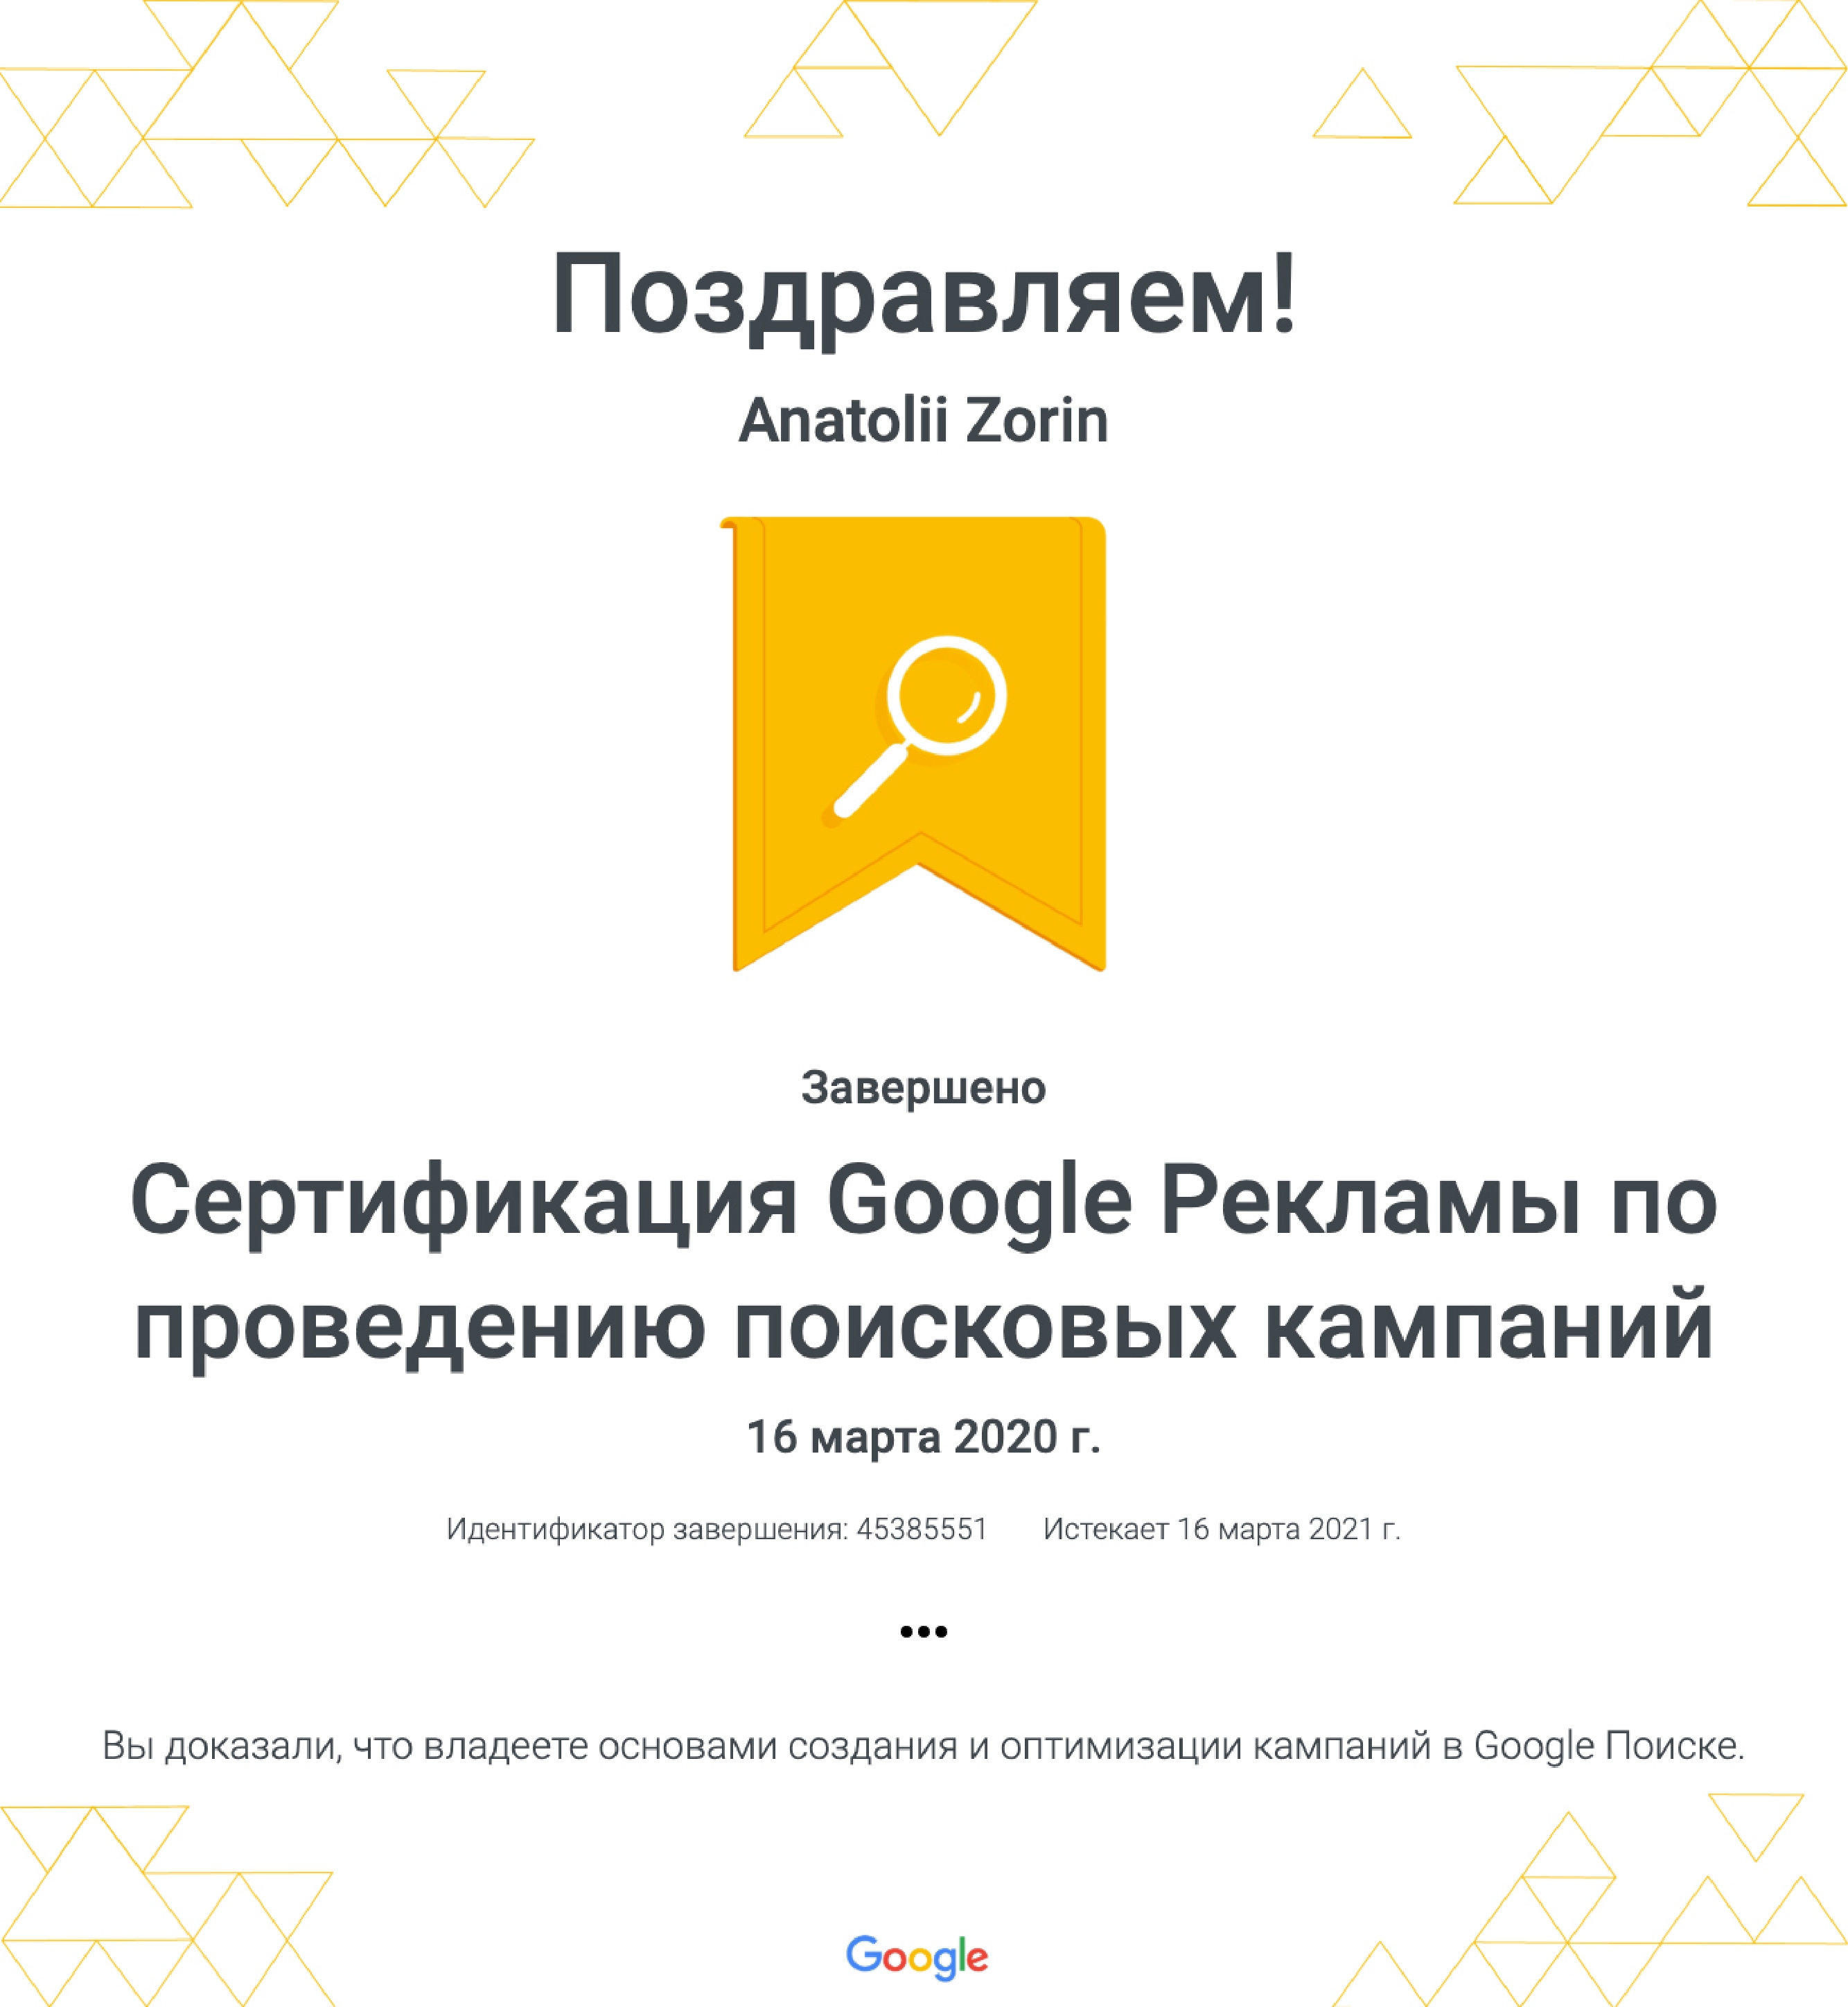 Поздравляем!
Anatolii Zorin
Завершено
Сертификация Google Рекламы по
проведению поисковых кампаний
16 марта 2020 г.
Идентификатор завершения: 45385551 Истекает 16 марта 2021 г.
•••
Вы доказали, что владеете основами создания и оптимизации кампаний в Google Поиске.
Google